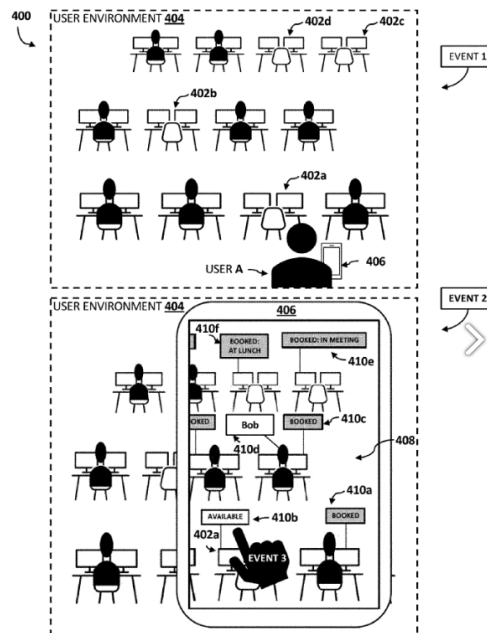 400
USER ENVIRONMENT 404
402d
402c
EVENT 1
402b
402a
406
USER A
USER ENVIRONMENT 404
406
EVENT 2
410f
BOOKED:
AT LUNCH
BOOKED: IN MEETING
410e
OOKED
Bob
BOOKED
410c
410d
408
410a
AVAILABLE
410b
BOOKED
402a
EVENT 3